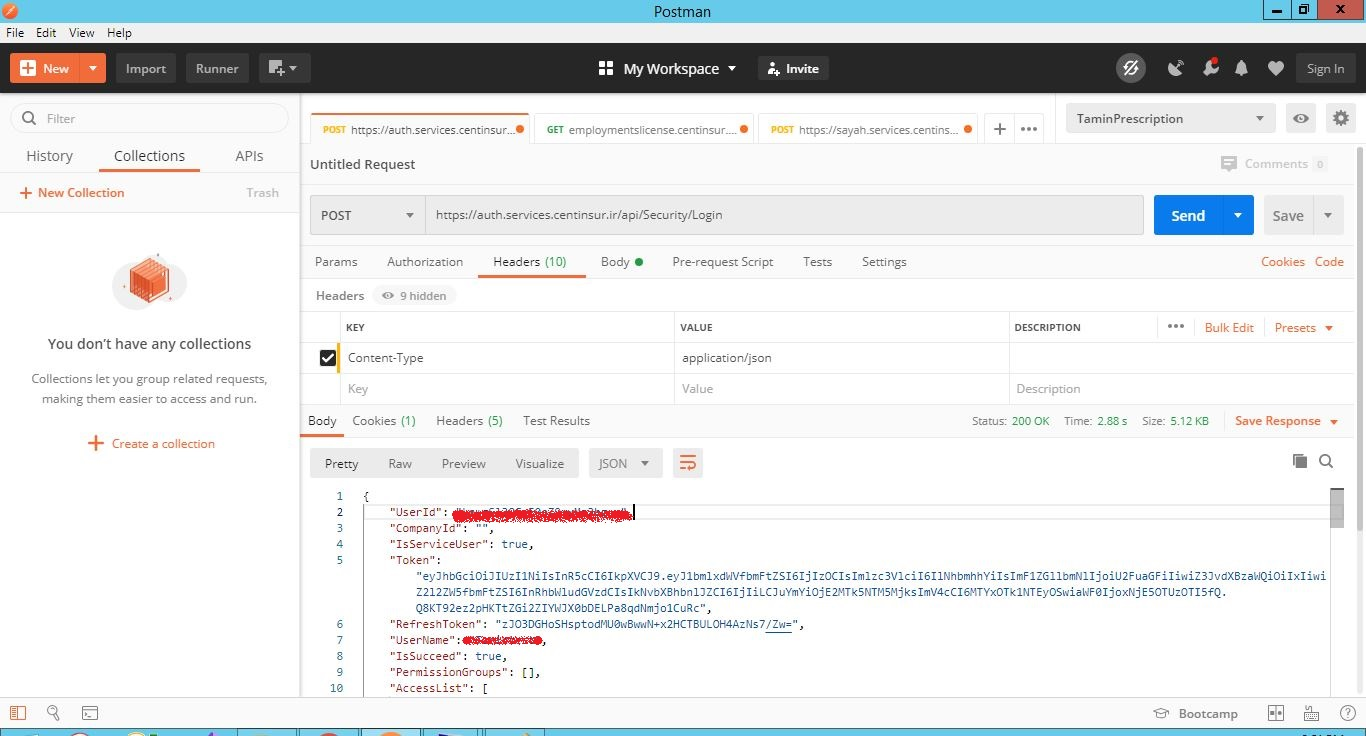 Postman
File Edit View Help
New Import Runner My Workspace Invite Sign In
Filter
History Collections APIs
+ New Collection Trash
You don't have any collections
Collections let you group related requests,
making them easier to access and run.
+ Create a collection
POST https://auth.services.centinsur... GET employmentslicense.centinsur.... POST https://sayah.services.centins... + •••
TaminPrescription
Untitled Request Comments 0
POST https://auth.services.centinsur.ir/api/Security/Login Send Save
Params Authorization Headers (10) Body Pre-request Script Tests Settings Cookies Code
Headers 9 hidden
KEY VALUE DESCRIPTION ••• Bulk Edit Presets
Content-Type application/json
Key Value Description
Body Cookies (1) Headers (5) Test Results Status: 200 OK Time: 2.88 s Size: 5.12 KB Save Response
Pretty Raw Preview Visualize JSON
1 {
2 "UserId":
3 "CompanyId": "",
4 "IsServiceUser": true,
5 "Token":
6 "RefreshToken": "zJO3DGHoSHsptodMU0wBwwN+x2HCTBULOH4AzNs7/Zw=",
7 "UserName":
8 "IsSucceed": true,
9 "PermissionGroups": [],
10 "AccessList": [
Bootcamp